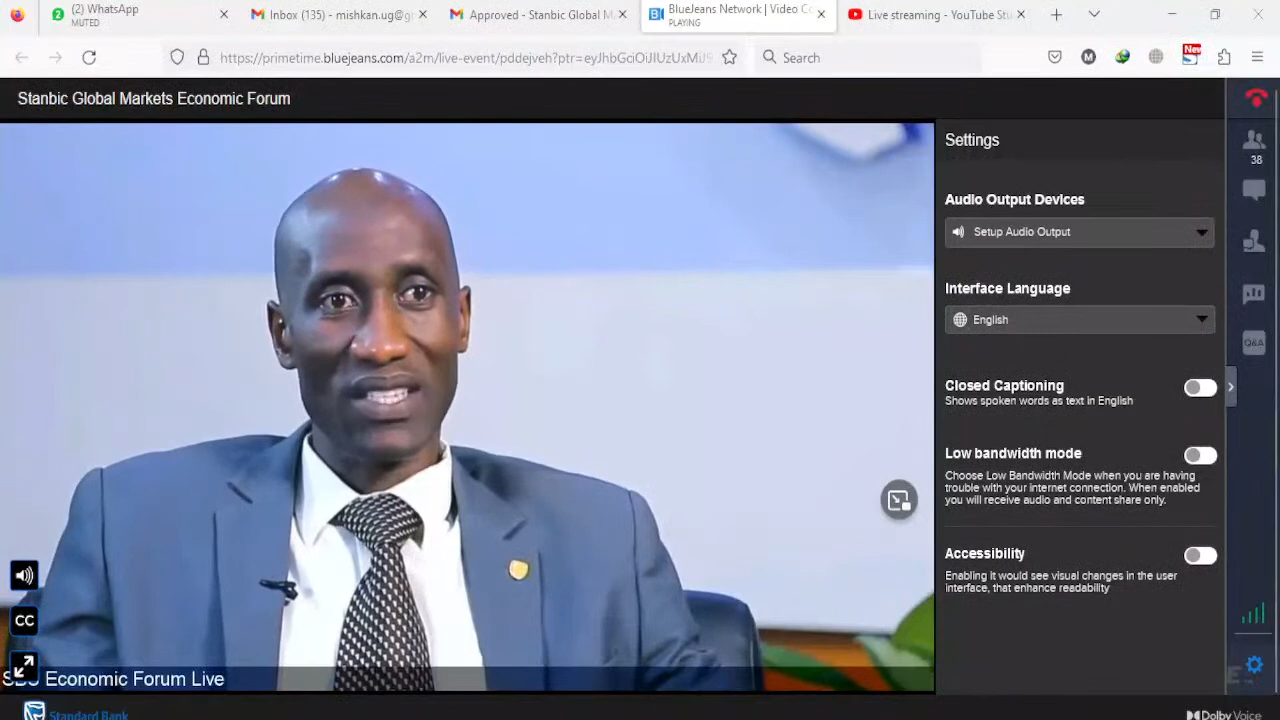 (2) WhatsApp
MUTED
Inbox (135) - mishkan.ug@g
Approved - Stanbic Global M
BlueJeans Network | Video Co
PLAYING
Live streaming - YouTube Stu
https://primetime.bluejeans.com/a2m/live-event/
Search
New
Stanbic Global Markets Economic Forum
38
Q&A
Settings
Audio Output Devices
Setup Audio Output
Interface Language
English
Closed Captioning
Shows spoken words as text in English
Low bandwidth mode
Choose Low Bandwidth Mode when you are having
trouble with your internet connection. When enabled
you will receive audio and content share only.
Accessibility
Enabling it would see visual changes in the user
interface, that enhance readability
CC
Economic Forum Live
Standard Bank
Dolby Voice